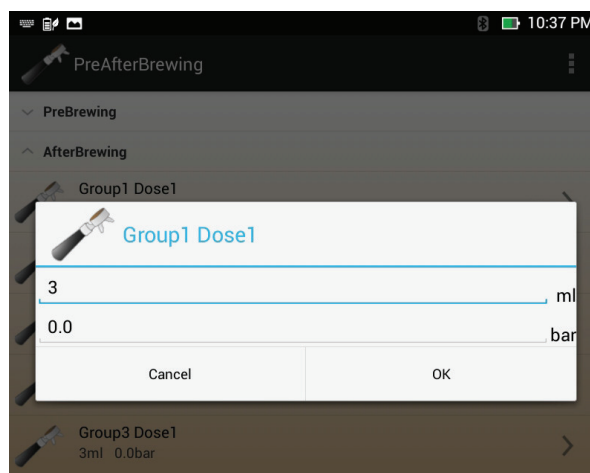 10:37 PM
PreAfterBrewing
PreBrewing
AfterBrewing
Group1 Dose1
Group1 Dose1
3 ml
0.0 bar
Cancel OK
Group3 Dose1
3ml 0.0bar